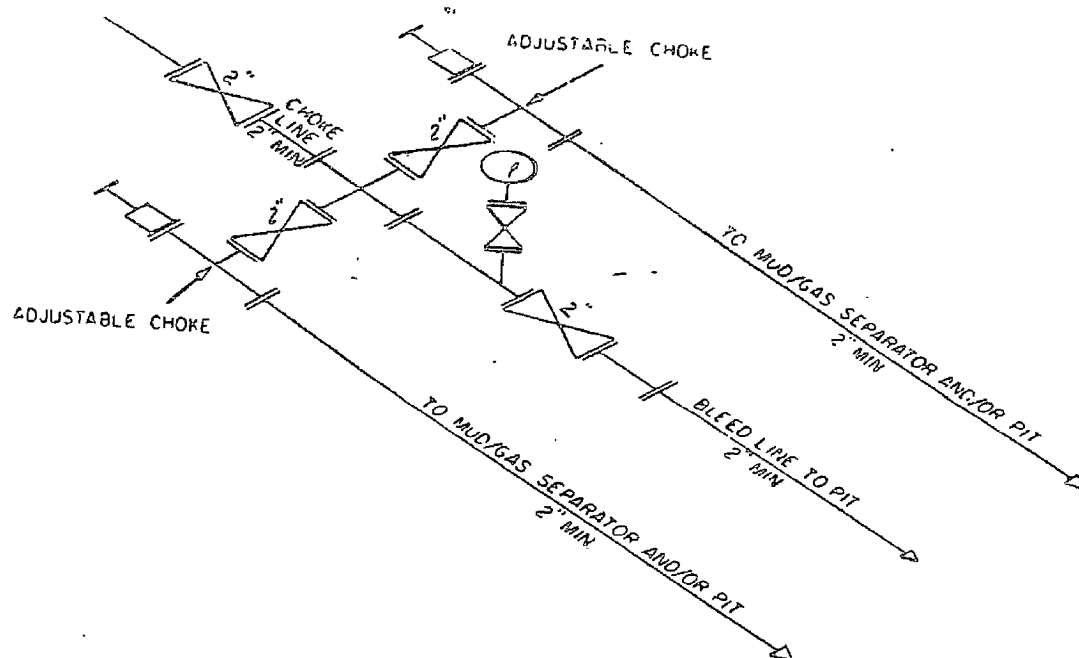 ADJUSTABLE CHOKE
2"
CHOKE
LINE
2" MIN
2"
2"
ADJUSTABLE CHOKE
2"
TO MUD/GAS SEPARATOR AND/OR PIT
2" MIN
BLEED LINE TO PIT
2" MIN
TO MUD/GAS SEPARATOR AND/OR PIT
2" MIN